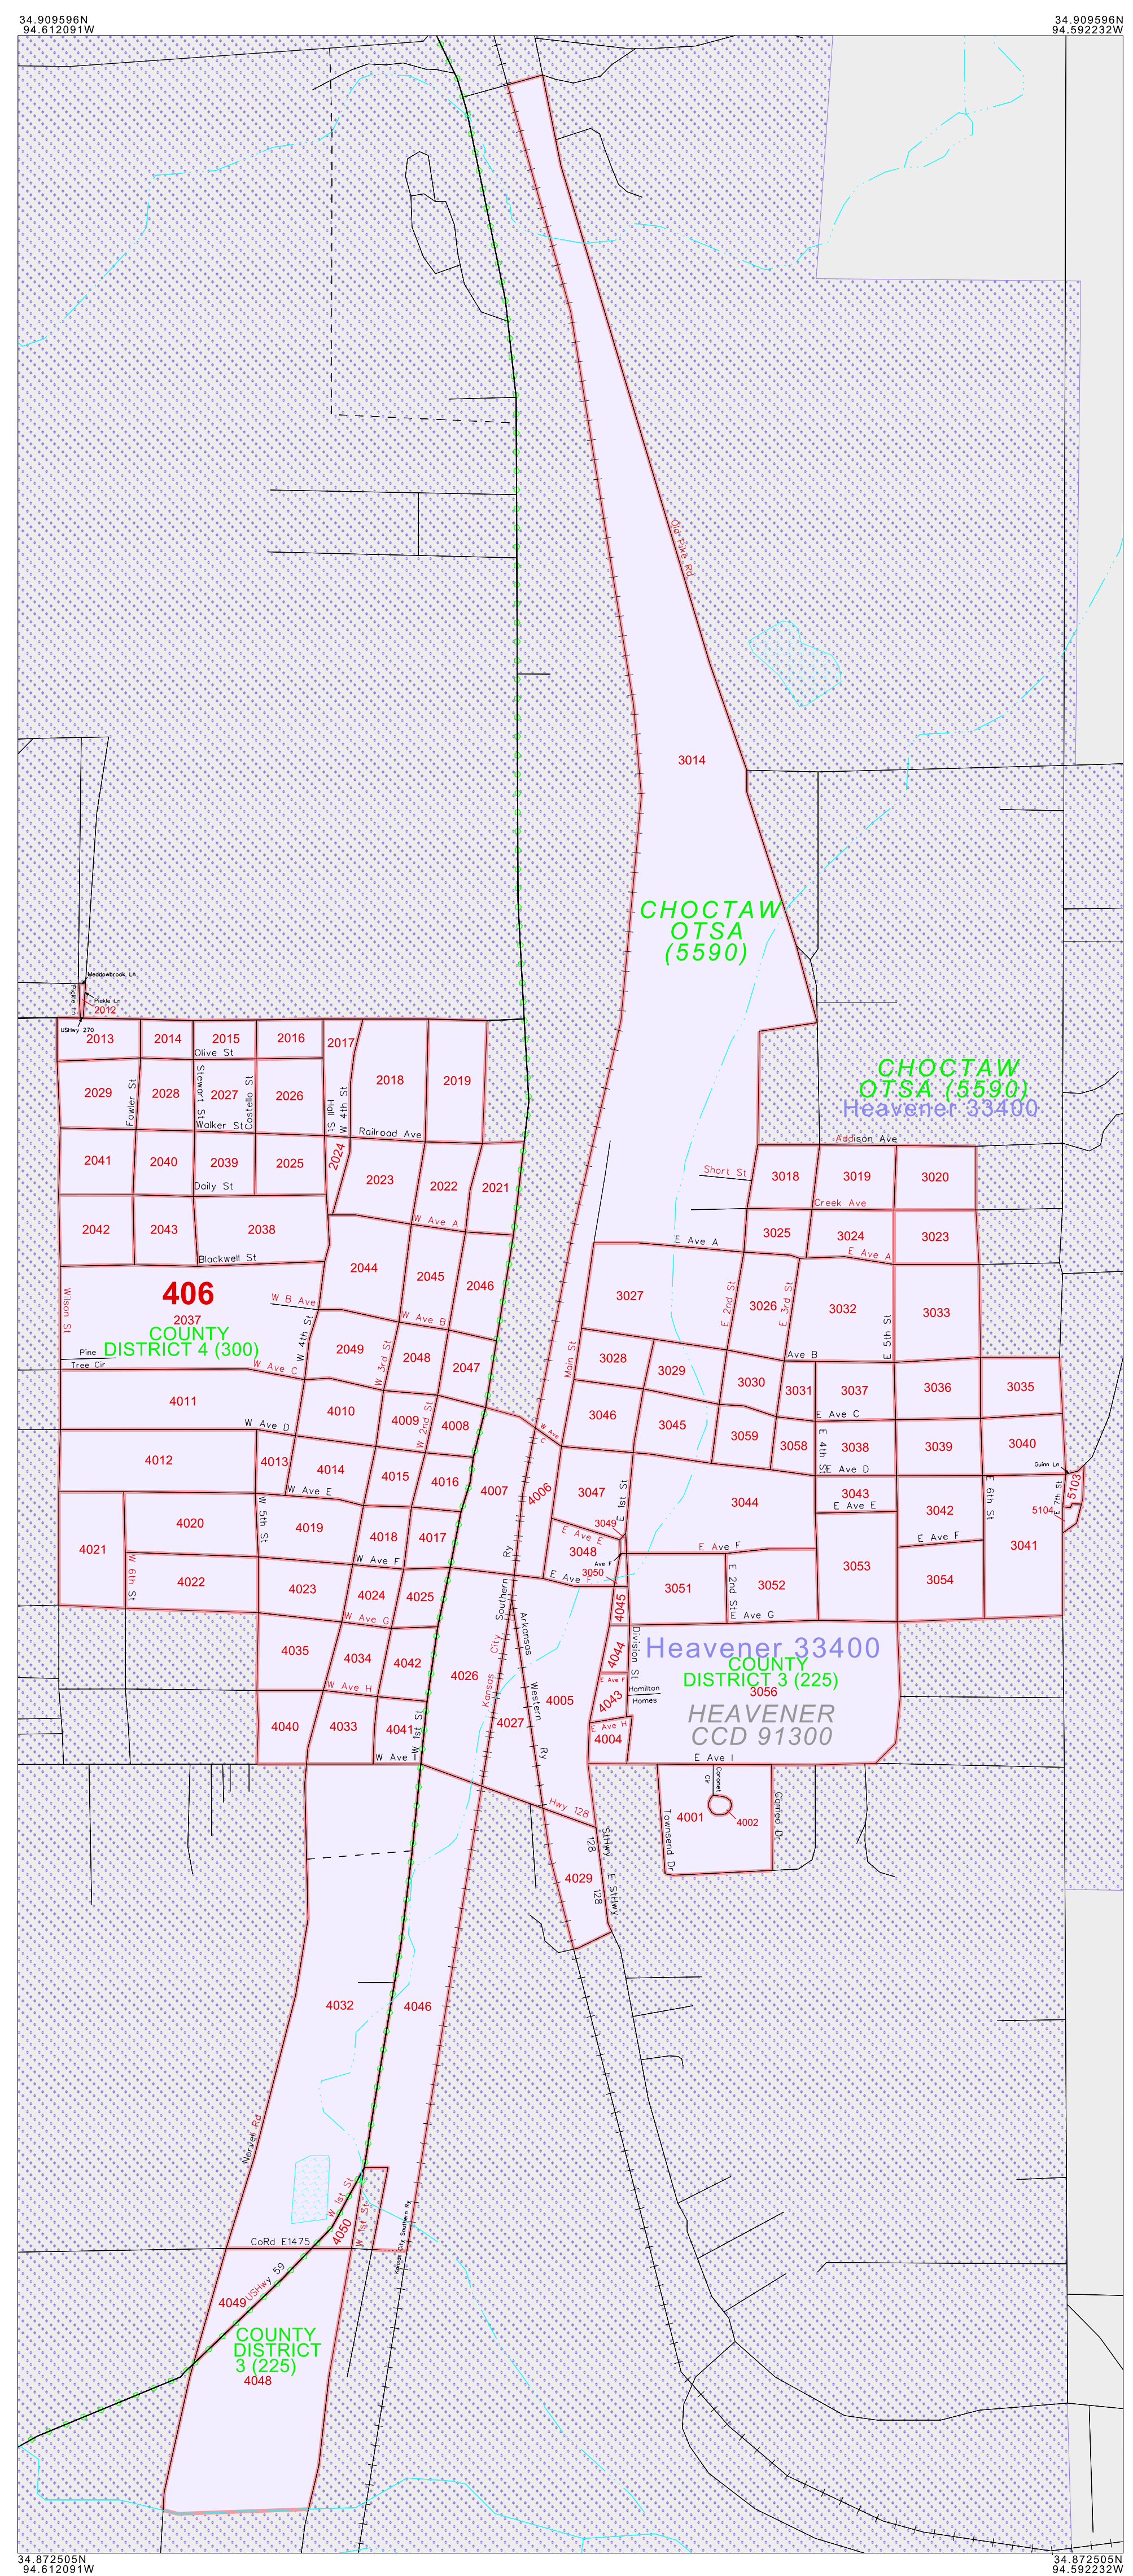 34.909596N
94.612091W
34.909596N
94.592232W
Old Pike Rd
3014
CHOCTAW
OTSA
(5590)
Meadowbrook Ln
Pickle Ln
Pickle Ln
2012
USHwy 270
2013
2014
2015
2016
2017
Olive St
2018
2019
2029
Fowler St
2028
Stewart St
2027
Costello St
2026
Hall St
W 4th St
Walker St
Railroad Ave
CHOCTAW
OTSA (5590)
Heavener 33400
Addison Ave
2041
2040
2039
2025
2024
2023
2022
2021
Daily St
Short St
3018
3019
3020
Creek Ave
2042
2043
2038
W Ave A
3025
3024
3023
Blackwell St
E Ave A
E Ave A
2044
2045
2046
406
2037
COUNTY
DISTRICT 4 (300)
Wilson St
W B Ave
W Ave B
W 4th St
3027
E 2nd St
3026
E 3rd St
3032
E 5th St
3033
Pine
Tree Cir
2049
W 3rd St
2048
2047
Main St
3028
3029
Ave B
3030
3031
3037
3036
3035
W Ave C
4011
4010
4009
W 2nd St
4008
W Ave C
3046
3045
3059
3058
E Ave C
E 4th St
3038
3039
3040
W Ave D
E Ave D
Guinn Ln
4012
4013
4014
4015
4016
4007
4006
3047
E 1st St
3044
3043
E Ave E
3042
E 6th St
E 7th St
5103
5104
W Ave E
4021
4020
W 5th St
4019
4018
4017
3049
E Ave E
3048
Ave F
3050
E Ave F
E Ave F
E Ave F
3041
W Ave F
4022
W 6th St
4023
4024
4025
3051
E 2nd St
3052
3053
3054
E Ave G
W Ave G
4045
4035
4034
4042
4026
Kansas City Southern Ry
Arkansas Western Ry
4005
4044
Division St
Heavener 33400
COUNTY
DISTRICT 3 (225)
3056
E Ave F
Hamilton
Homes
HEAVENER
CCD 91300
W Ave H
4043
E Ave H
4004
4040
4033
4041
W 1st St
4027
W Ave I
E Ave I
Hwy 128
StHwy 128
4001
Coronet Cir
4002
Cameo Dr
Townsend Dr
4029
E StHwy 128
4032
4046
Norvell Rd
W 1st St
4050
W 1st St
Kansas City Southern Ry
CoRd E1475
4049
USHwy 59
COUNTY
DISTRICT
3 (225)
4048
34.872505N
94.612091W
34.872505N
94.592232W